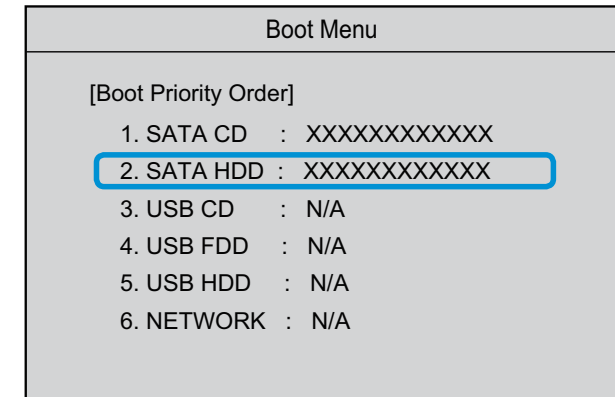 Boot Menu
[Boot Priority Order]
1. SATA CD : XXXXXXXXXXXX
2. SATA HDD : XXXXXXXXXXXX
3. USB CD : N/A
4. USB FDD : N/A
5. USB HDD : N/A
6. NETWORK : N/A